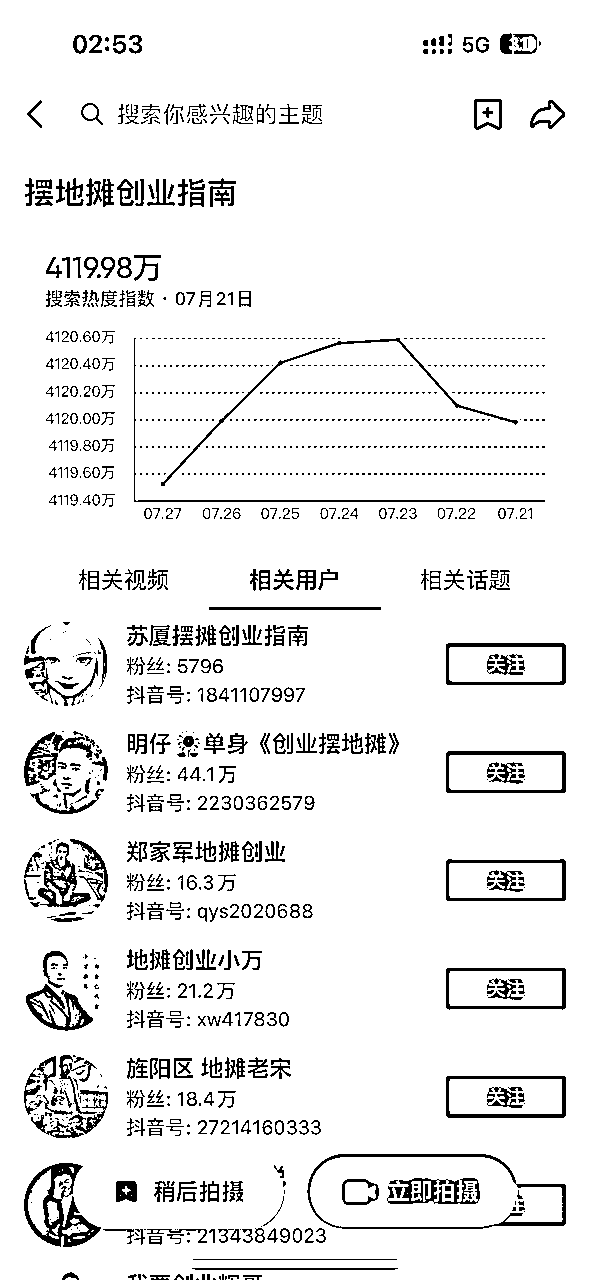 02:53
5G
搜索你感兴趣的主题
摆地摊创业指南
4119.98万
搜索热度指数 · 07月21日
4120.60万
4120.40万
4120.20万
4120.00万
4119.80万
4119.60万
4119.40万
07.27 07.26 07.25 07.24 07.23 07.22 07.21
相关视频 相关用户 相关话题
苏厦摆摊创业指南
粉丝: 5796
关注
抖音号: 1841107997
明仔 单身《创业摆地摊》
粉丝: 44.1万
关注
抖音号: 2230362579
郑家军地摊创业
粉丝: 16.3万
关注
抖音号: qys2020688
地摊创业小万
粉丝: 21.2万
关注
抖音号: xw417830
旌阳区 地摊老宋
粉丝: 18.4万
关注
抖音号: 27214160333
稍后拍摄 立即拍摄
抖音号: 21343849023